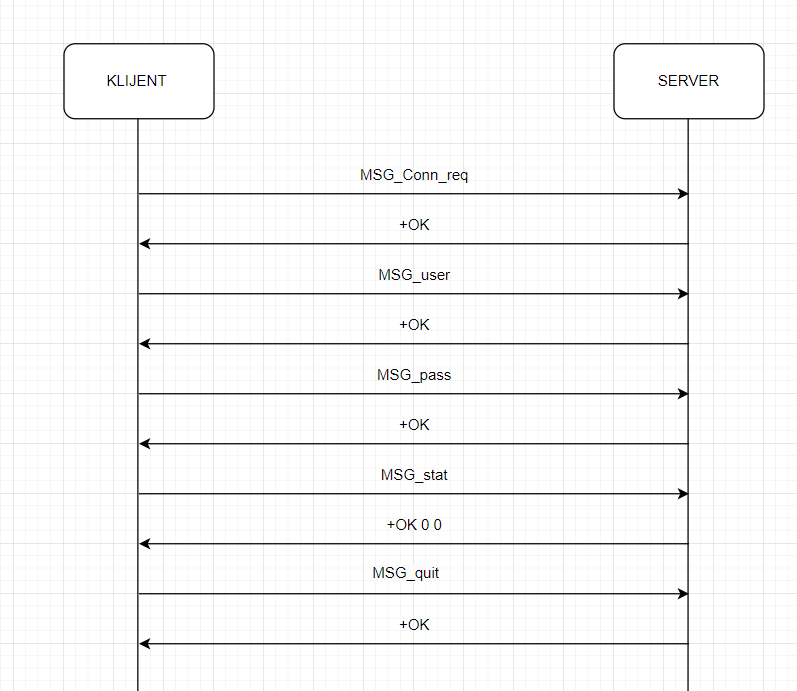 KLIJENT
SERVER
MSG_Conn_req
+OK
MSG_user
+OK
MSG_pass
+OK
MSG_stat
+OK 0 0
MSG_quit
+OK